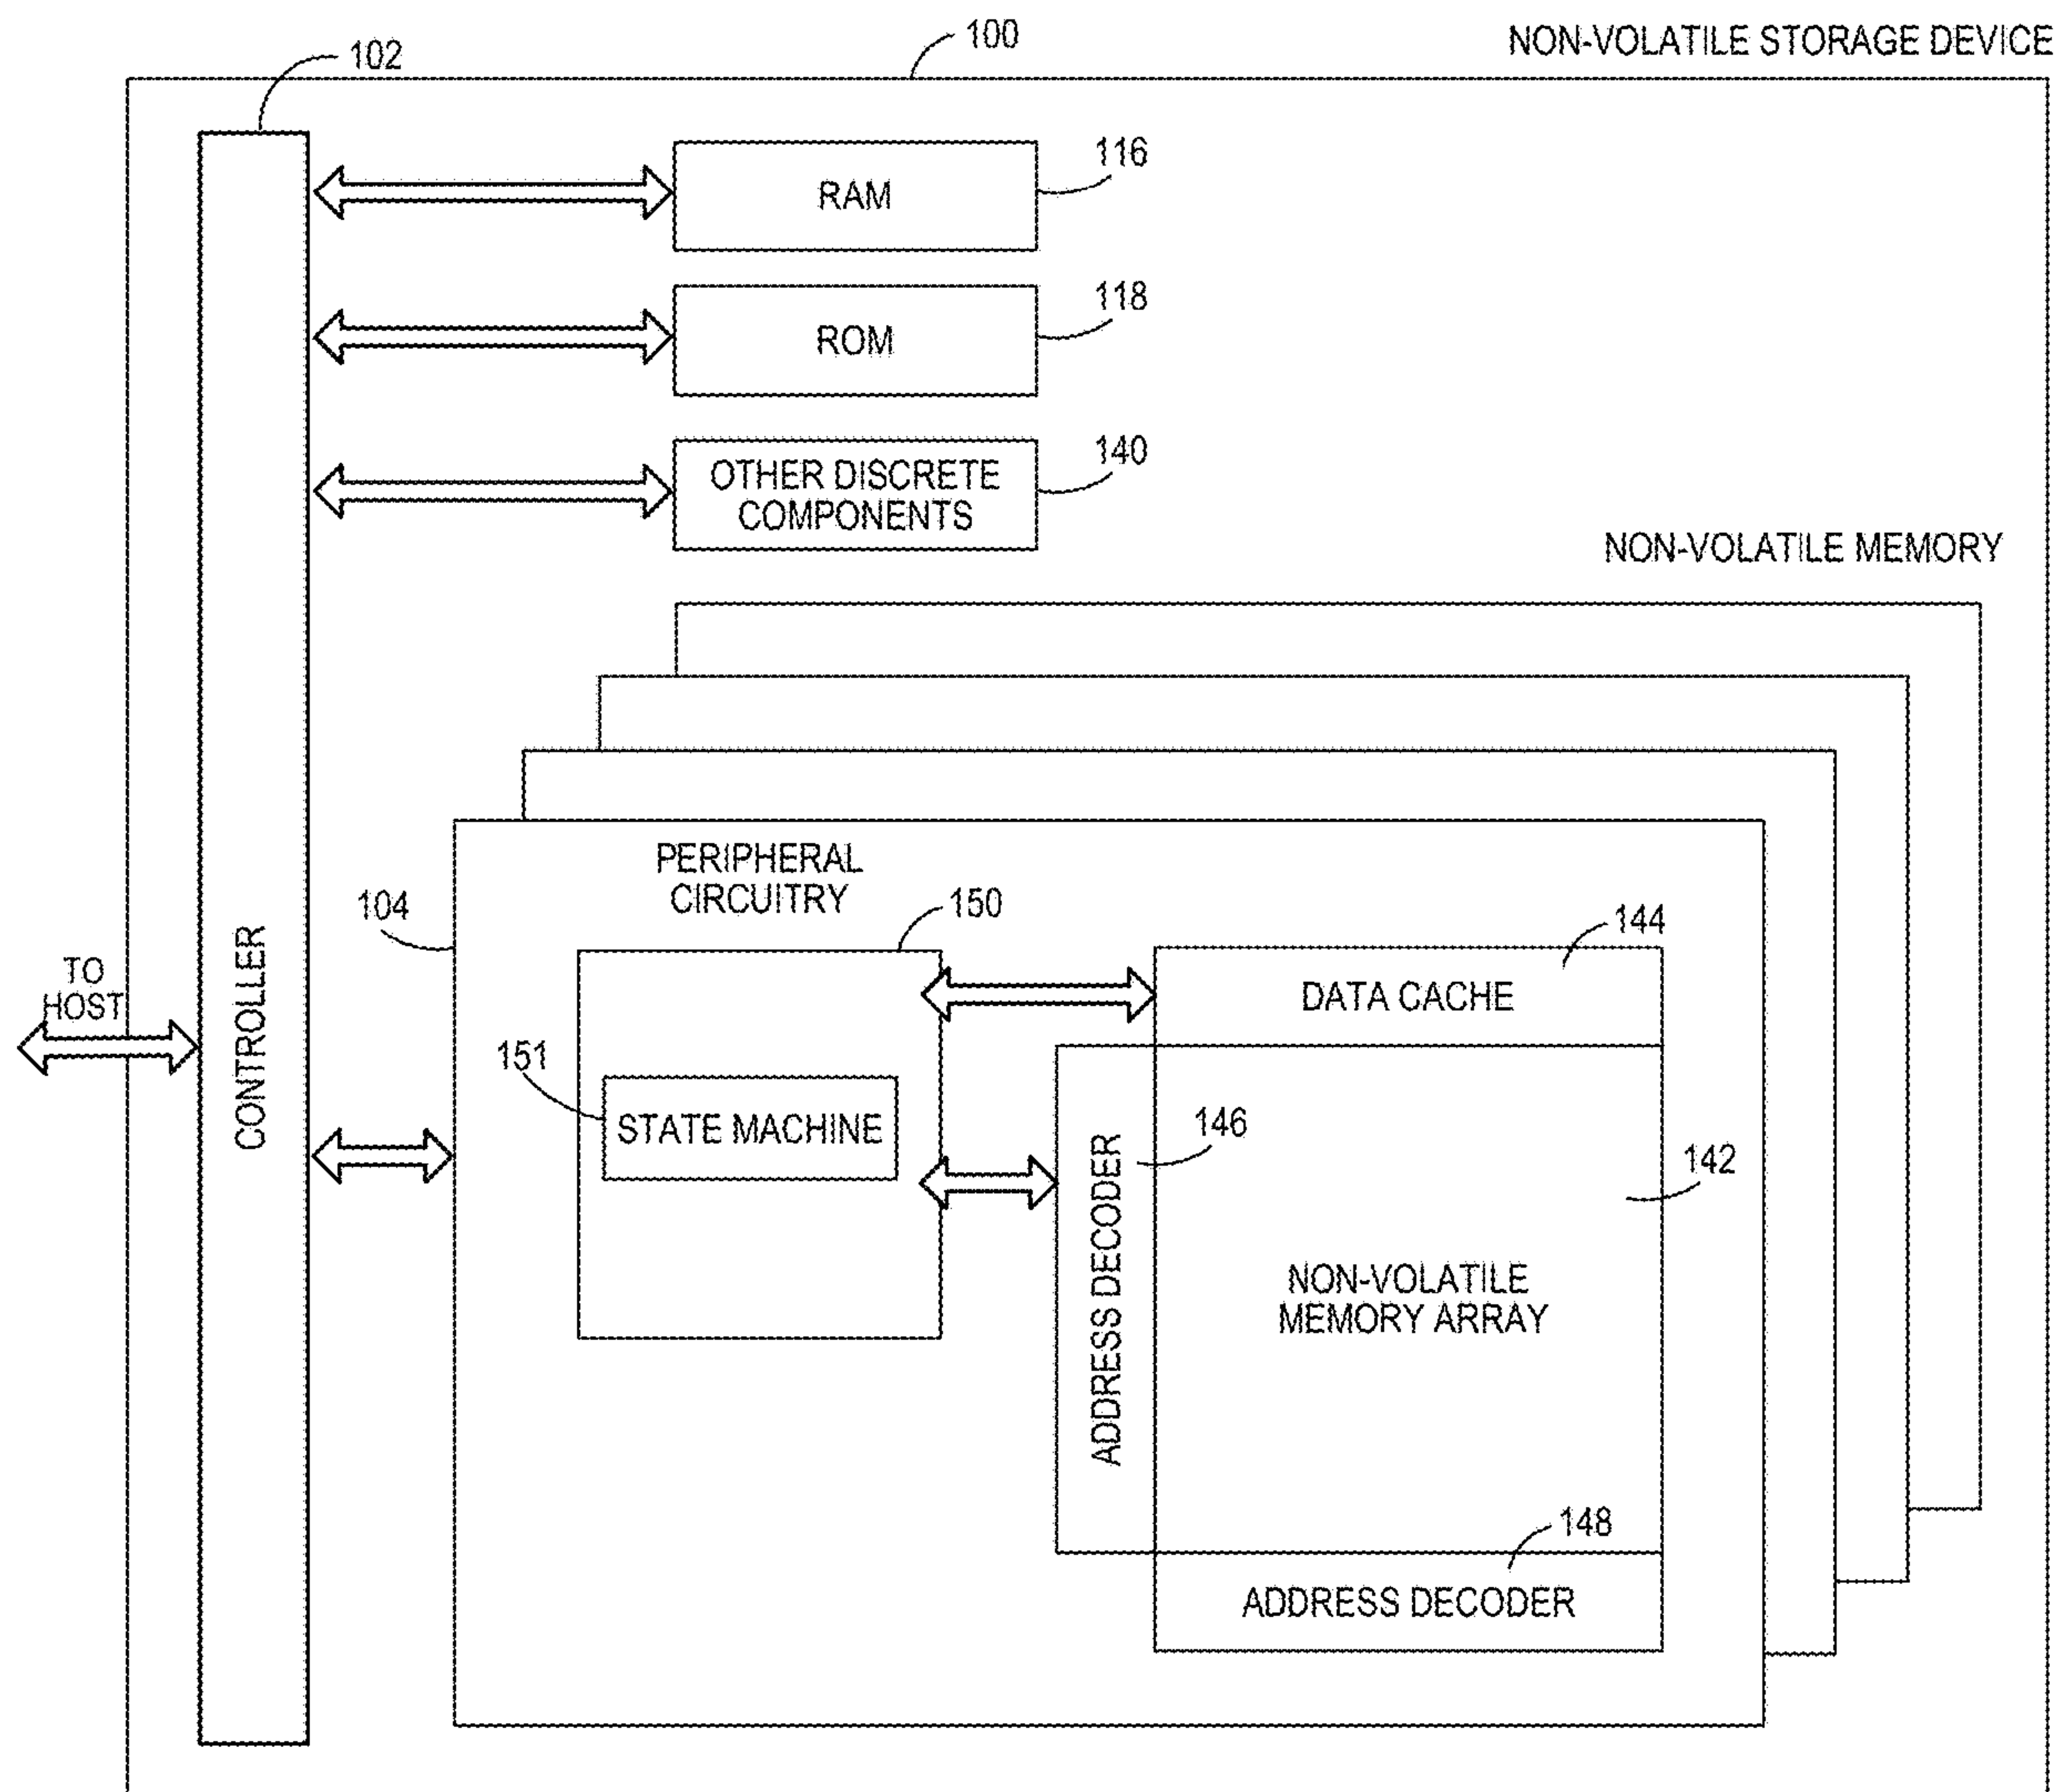 100
NON-VOLATILE STORAGE DEVICE
102
116
RAM
118
ROM
140
OTHER DISCRETE
COMPONENTS
NON-VOLATILE MEMORY
PERIPHERAL
CIRCUITRY
104
150
144
TO
HOST
CONTROLLER
DATA CACHE
151
STATE MACHINE
146
142
ADDRESS DECODER
NON-VOLATILE
MEMORY ARRAY
148
ADDRESS DECODER